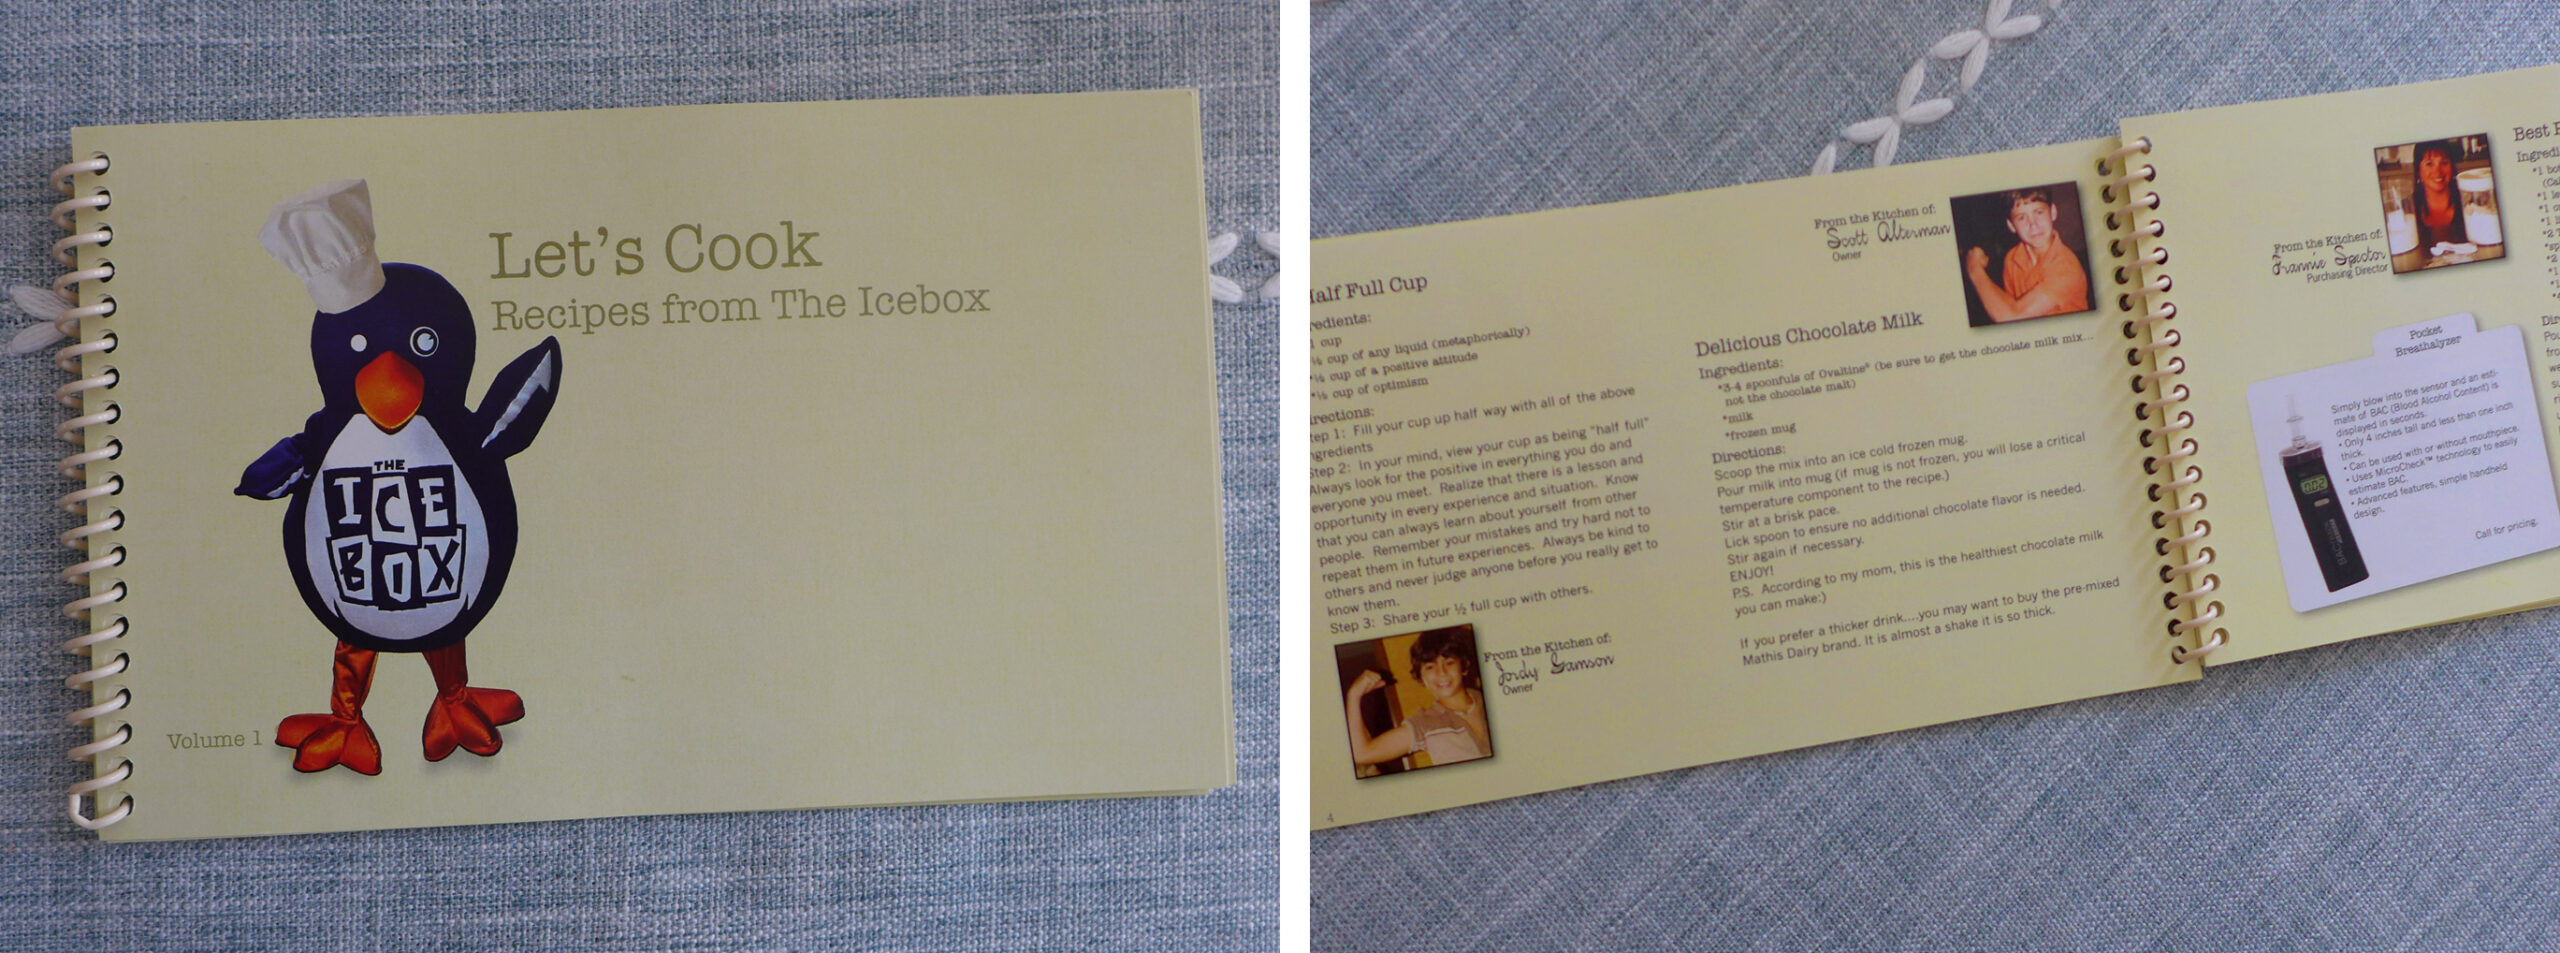 Let's Cook
Recipes from The Icebox
THE
ICE
BOX
Volume 1
Half Full Cup
1 cup
½ cup of any liquid (metaphorically)
*½ cup of a positive attitude
*½ cup of optimism
Step 1: Fill your cup up half way with all of the above
Step 2: In your mind, view your cup as being "half full"
Always look for the positive in everything you do and
everyone you meet. Realize that there is a lesson and
opportunity in every experience and situation. Know
that you can always learn about yourself from other
people. Remember your mistakes and try hard not to
repeat them in future experiences. Always be kind to
others and never judge anyone before you really get to
know them.
Step 3: Share your ½ full cup with others.
From the Kitchen of:
Jordy Gamson
Owner
4
From the Kitchen of:
Scott Alterman
Owner
Delicious Chocolate Milk
Ingredients:
*3-4 spoonfuls of Ovaltine® (be sure to get the chocolate milk mix...
not the chocolate malt)
*milk
*frozen mug
Directions:
Scoop the mix into an ice cold frozen mug.
Pour milk into mug (if mug is not frozen, you will lose a critical
temperature component to the recipe.)
Stir at a brisk pace.
Lick spoon to ensure no additional chocolate flavor is needed.
Stir again if necessary.
ENJOY!
P.S. According to my mom, this is the healthiest chocolate milk
you can make:)
If you prefer a thicker drink....you may want to buy the pre-mixed
Mathis Dairy brand. It is almost a shake it is so thick.
From the Kitchen of:
Frannie Spector
Purchasing Director
Pocket
Breathalyzer
Simply blow into the sensor and an esti-
mate of BAC (Blood Alcohol Content) is
displayed in seconds.
• Only 4 inches tall and less than one inch
thick.
• Can be used with or without mouthpiece.
• Uses MicroCheck™ technology to easily
estimate BAC.
• Advanced features, simple handheld
design.
Call for pricing.
Best